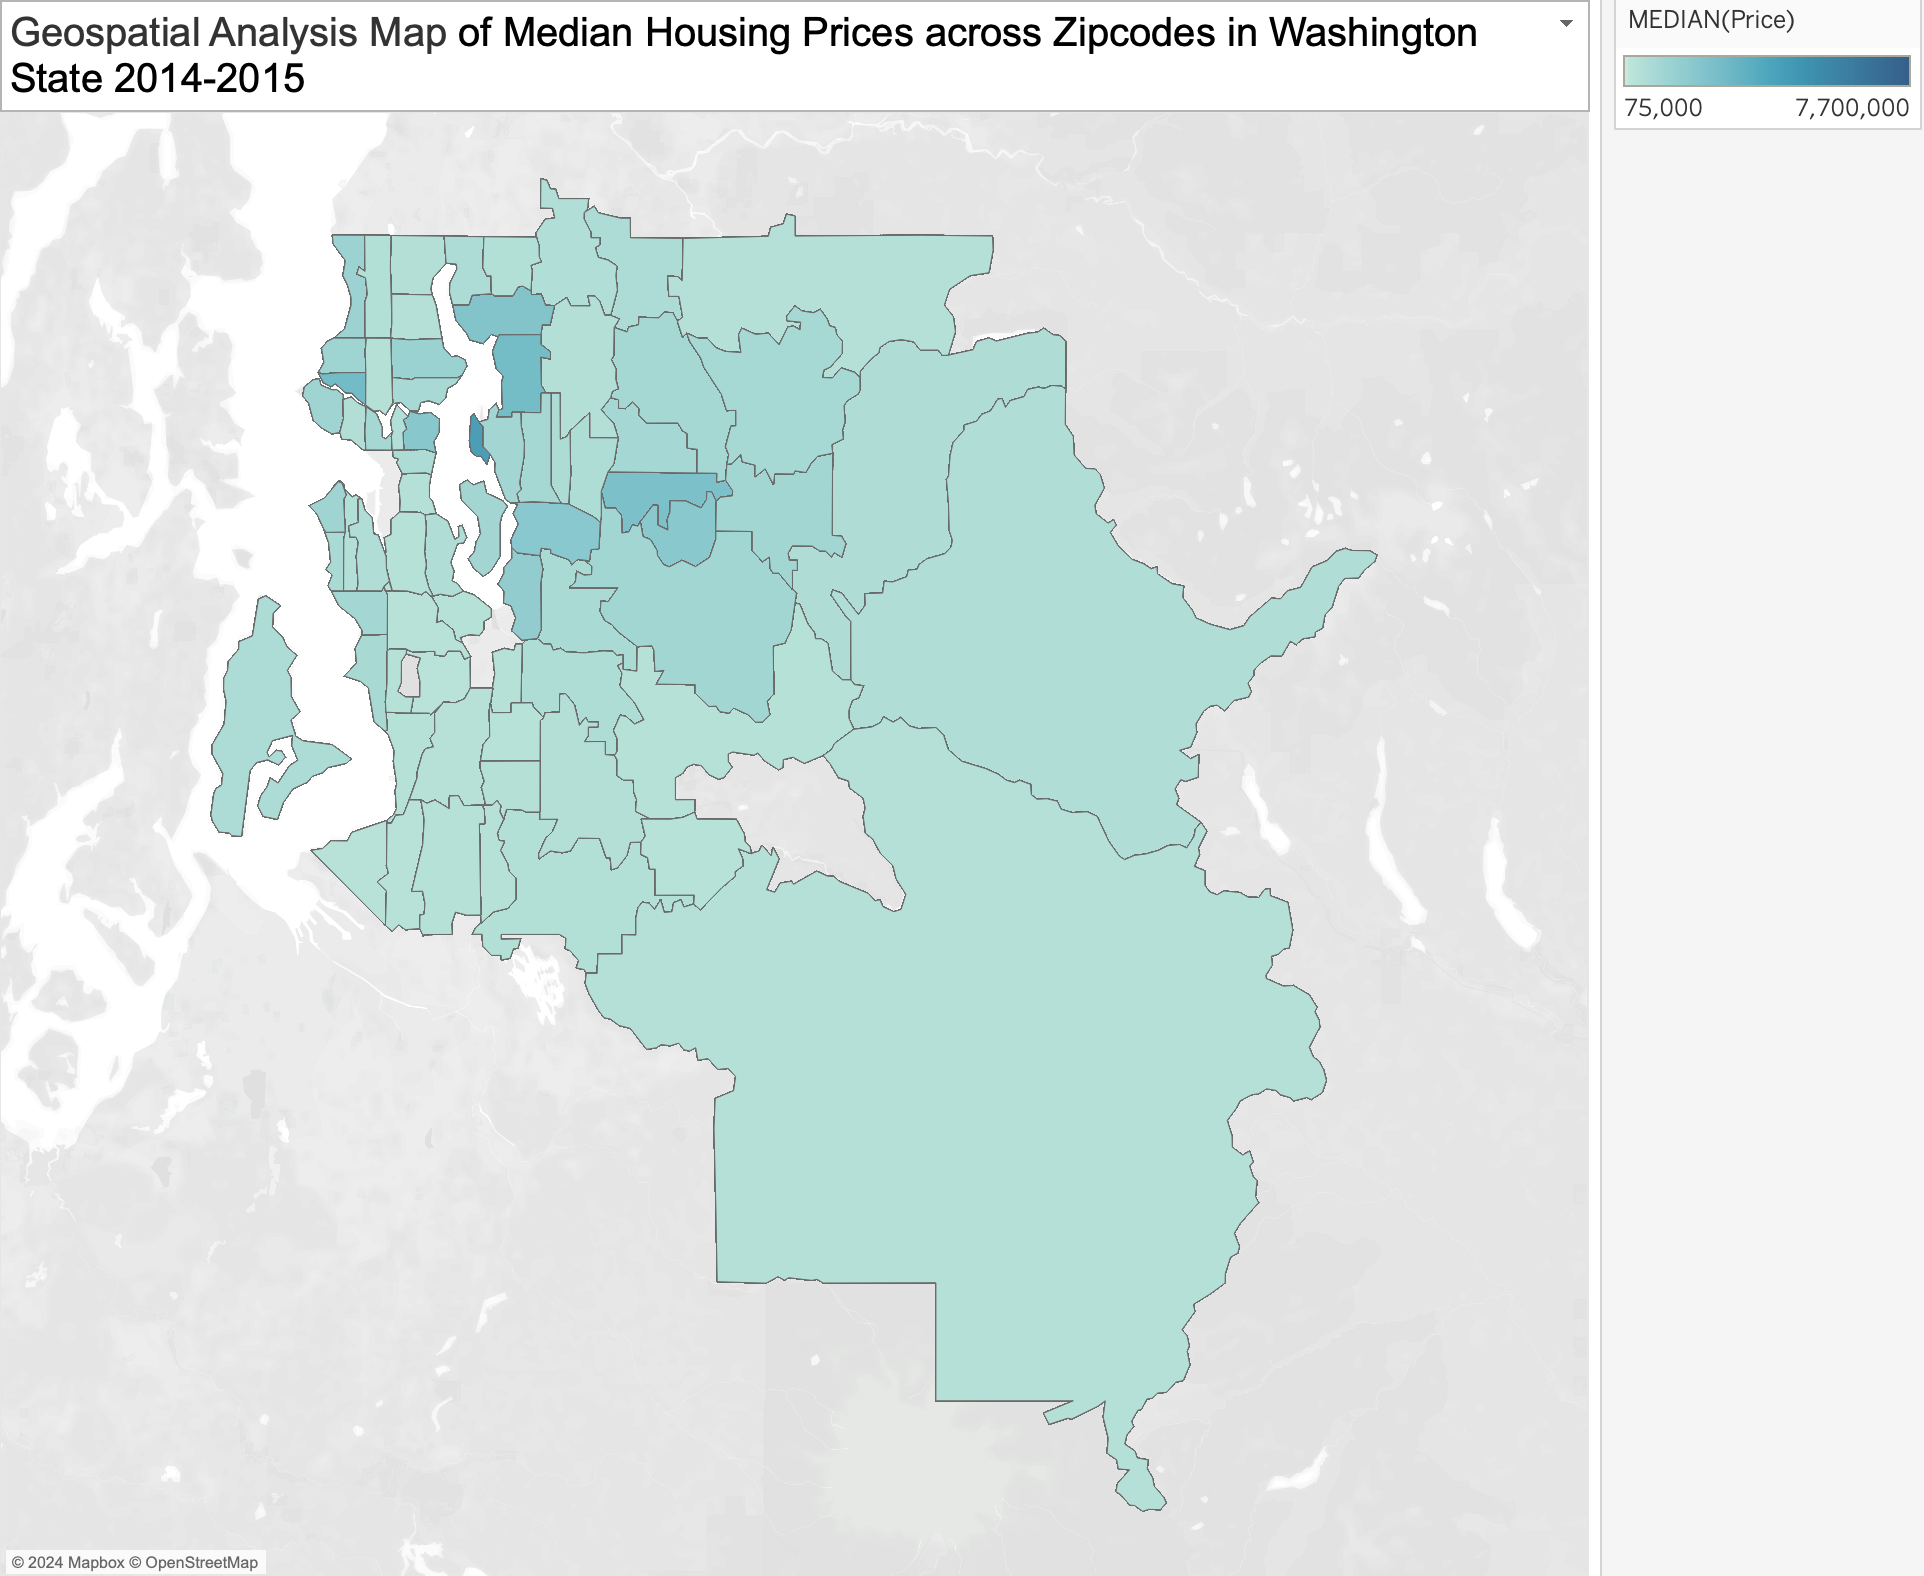 Geospatial Analysis Map of Median Housing Prices across Zipcodes in Washington
State 2014-2015
MEDIAN(Price)
75,000 7,700,000
© 2024 Mapbox © OpenStreetMap